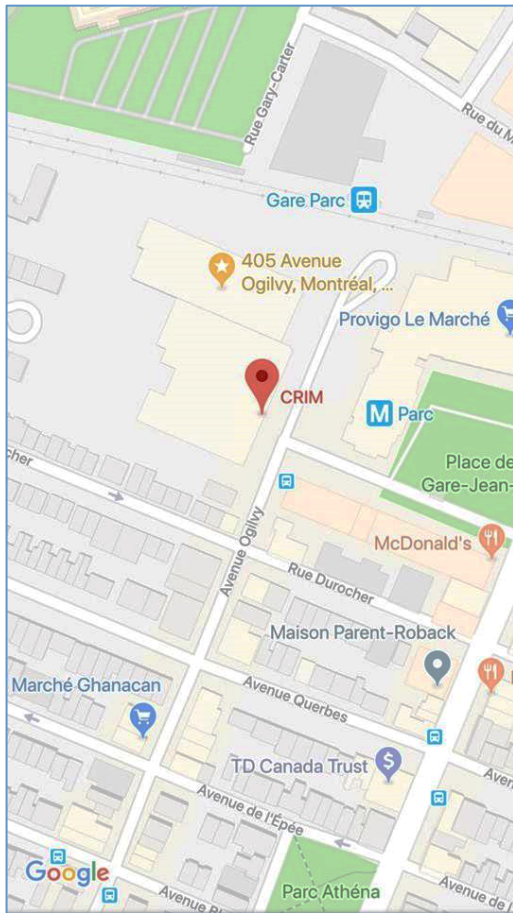 Rue Gary-Carter
Rue du M
Gare Parc
405 Avenue
Ogilvy, Montréal, ...
Provigo Le Marché
CRIM
M Parc
Place de
Gare-Jean-
cher
Avenue Ogilvy
McDonald's
Rue Durocher
Maison Parent-Roback
Marché Ghanacan
Avenue Querbes
TD Canada Trust
$
Aven
Avenue de l'Épée
Google
Parc Athéna
Avenue B
Avenue de l'